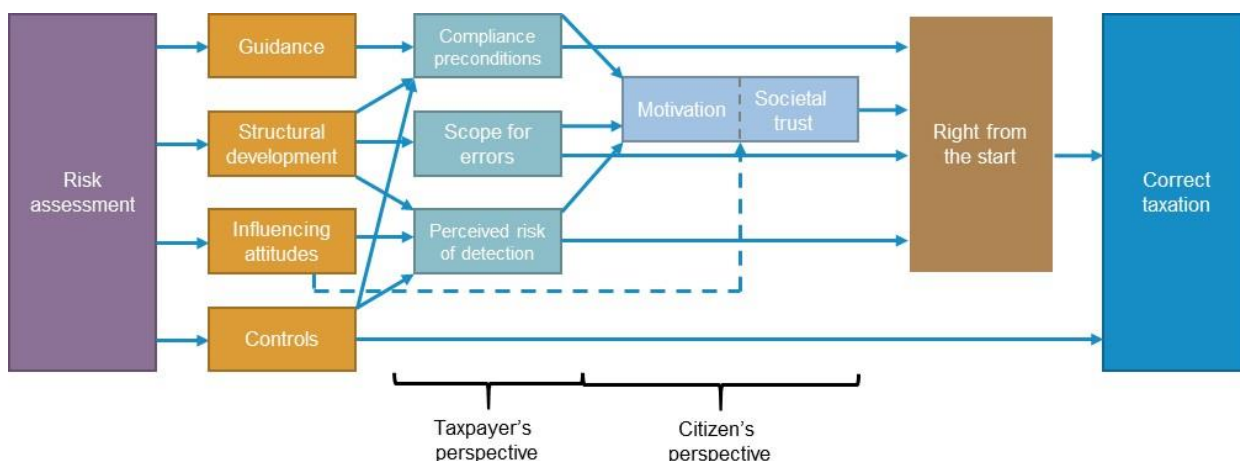 Risk
assessment
Guidance
Structural
development
Influencing
attitudes
Controls
Compliance
preconditions
Scope for
errors
Perceived risk
of detection
Motivation
Societal
trust
Right from
the start
Correct
taxation
Taxpayer's
perspective
Citizen's
perspective